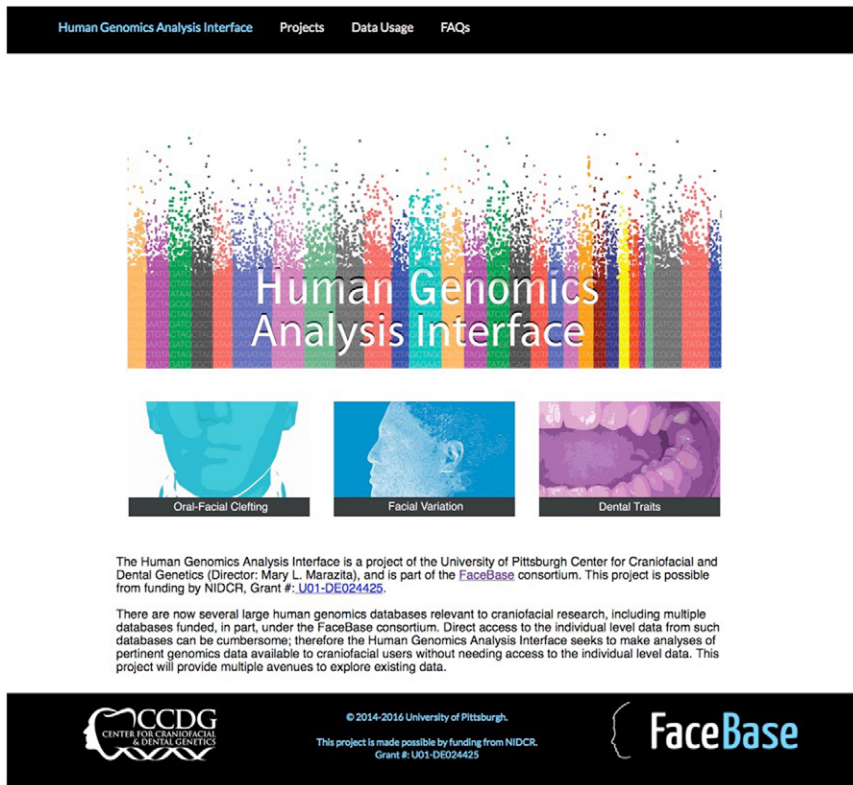 Human Genomics Analysis Interface Projects Data Usage FAQs
Human Genomics
Analysis Interface
Oral-Facial Clefting Facial Variation Dental Traits
The Human Genomics Analysis Interface is a project of the University of Pittsburgh Center for Craniofacial and
Dental Genetics (Director: Mary L. Marazita), and is part of the FaceBase consortium. This project is possible
from funding by NIDCR, Grant #: U01-DE024425.
There are now several large human genomics databases relevant to craniofacial research, including multiple
databases funded, in part, under the FaceBase consortium. Direct access to the individual level data from such
databases can be cumbersome; therefore the Human Genomics Analysis Interface seeks to make analyses of
pertinent genomics data available to craniofacial users without needing access to the individual level data. This
project will provide multiple avenues to explore existing data.
CCDG
CENTER FOR CRANIOFACIAL
& DENTAL GENETICS
© 2014-2016 University of Pittsburgh.
This project is made possible by funding from NIDCR.
Grant #: U01-DE024425
FaceBase